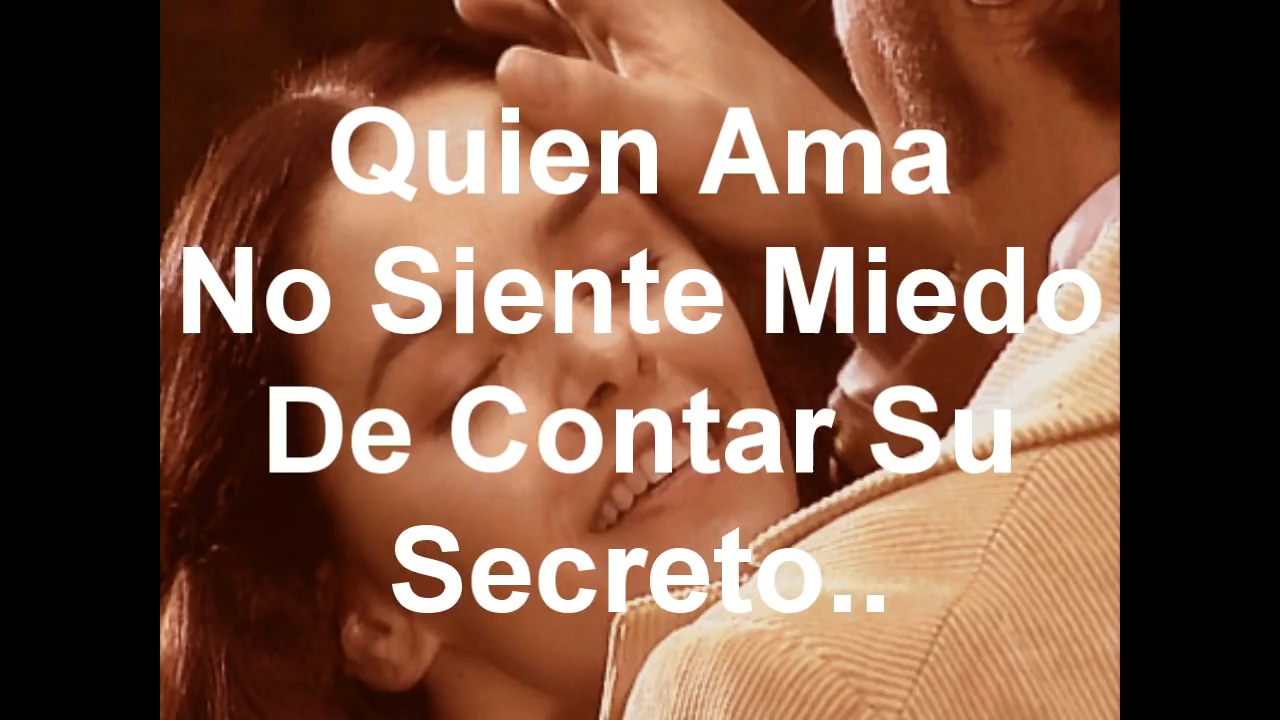 Quien Ama
No Siente Miedo
De Contar Su
Secreto..